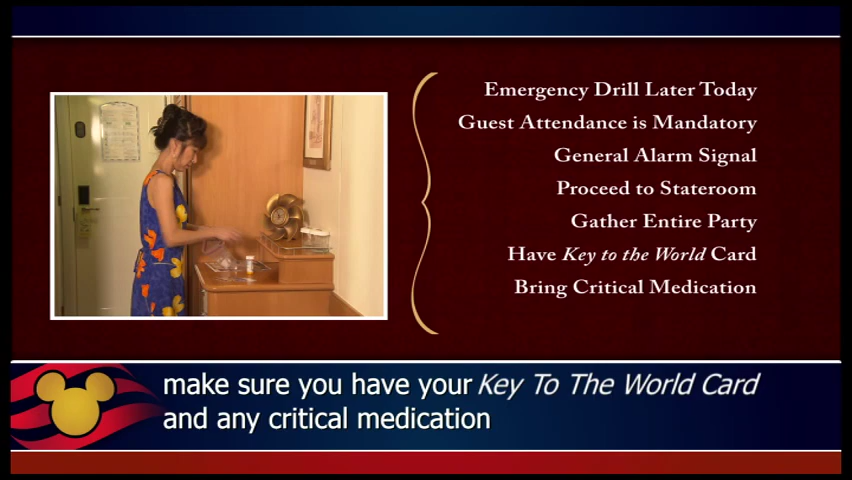 Emergency Drill Later Today
Guest Attendance is Mandatory
General Alarm Signal
Proceed to Stateroom
Gather Entire Party
Have Key to the World Card
Bring Critical Medication
make sure you have your Key To The World Card
and any critical medication